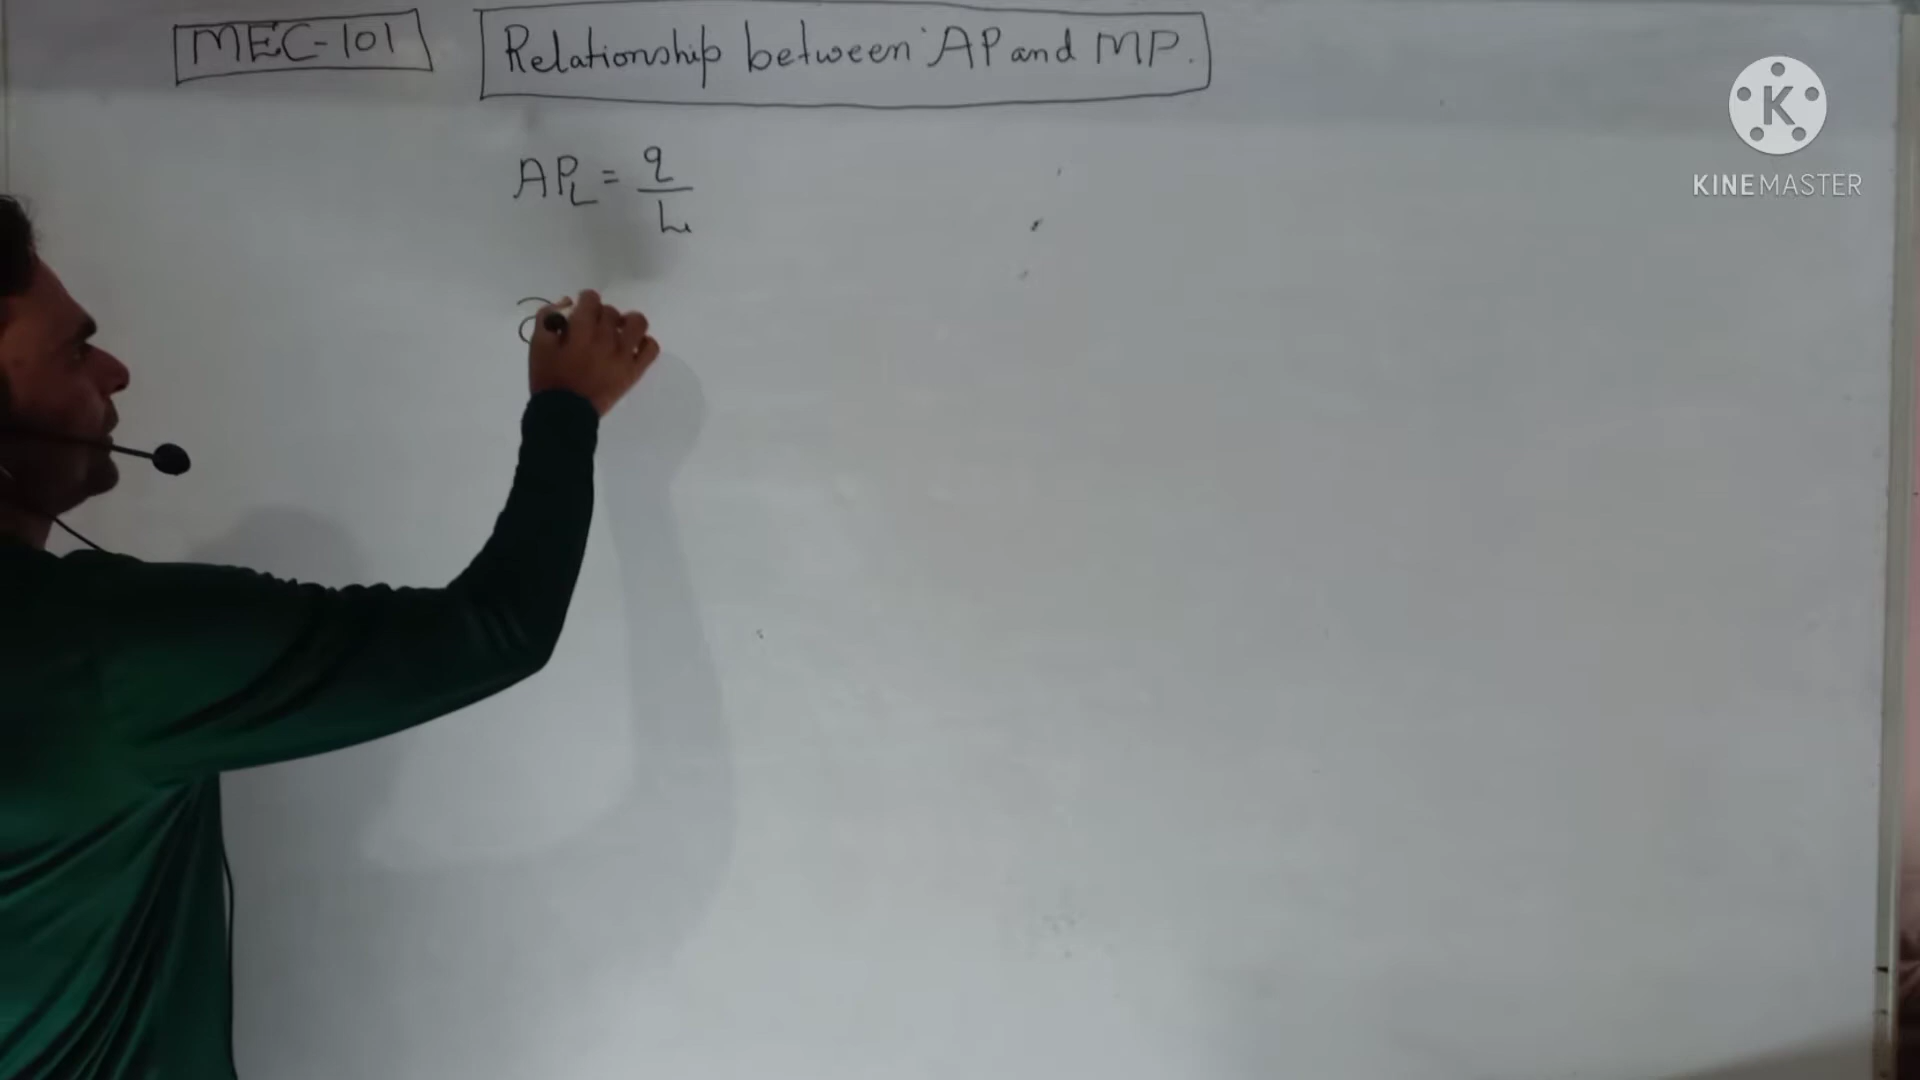 MEC-101 Relationship between AP and MP.
AP_L = q/L
∂
KINEMASTER